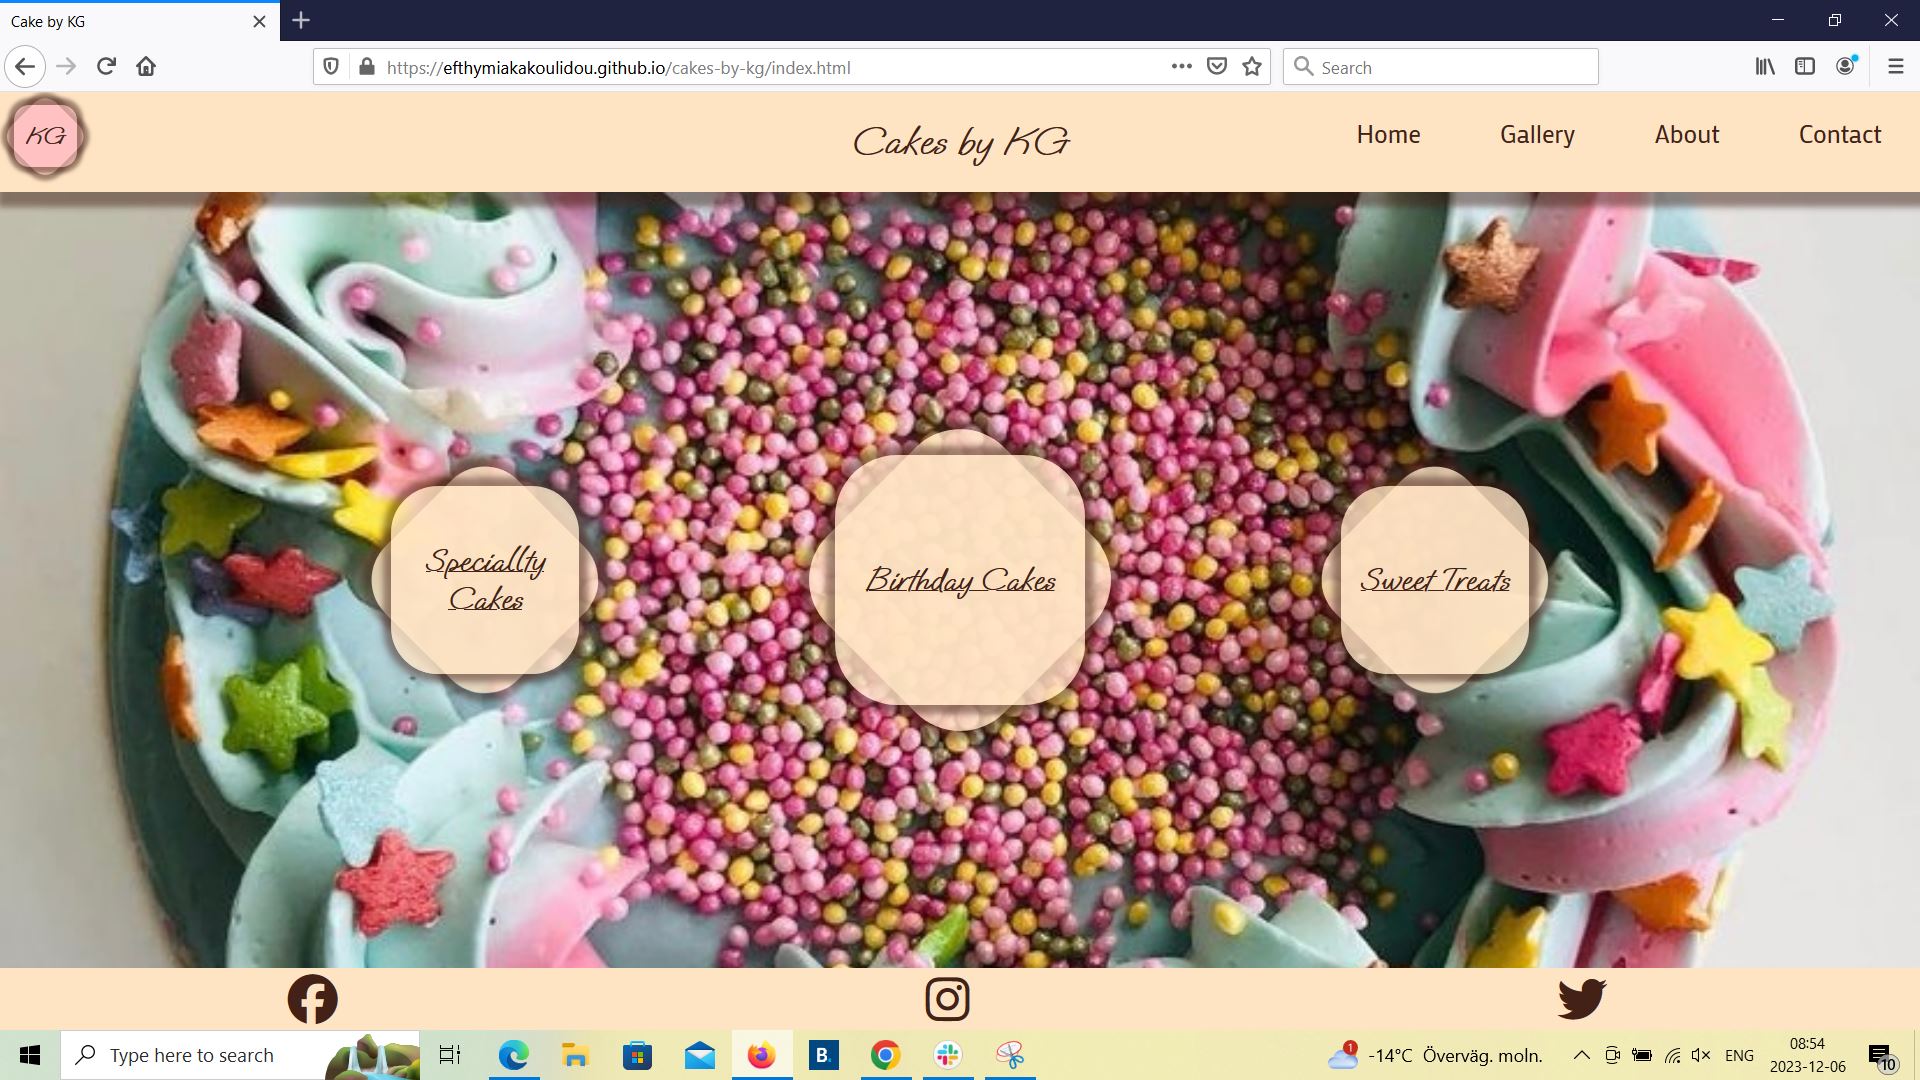 Cake by KG
https://efthymiakakoulidou.github.io/cakes-by-kg/index.html
Search
KG
Cakes by KG
Home
Gallery
About
Contact
Speciallty
Cakes
Birthday Cakes
Sweet Treats
Type here to search
B.
1
-14°C Överväg. moln.
ENG
08:54
2023-12-06
10